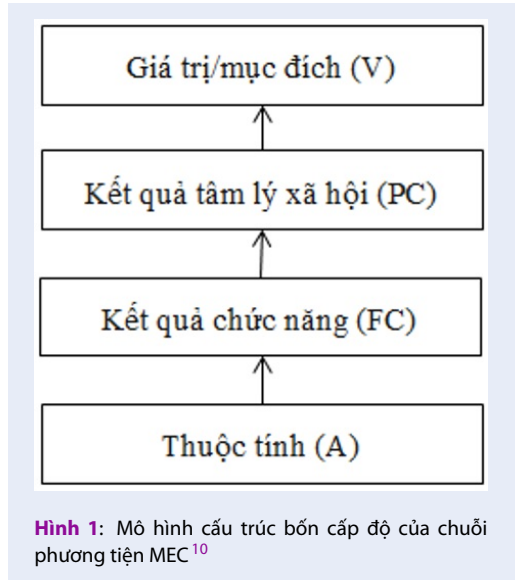 Giá trị/mục đích (V)
Kết quả tâm lý xã hội (PC)
Kết quả chức năng (FC)
Thuộc tính (A)
Hình 1: Mô hình cấu trúc bốn cấp độ của chuỗi
phương tiện MEC 10